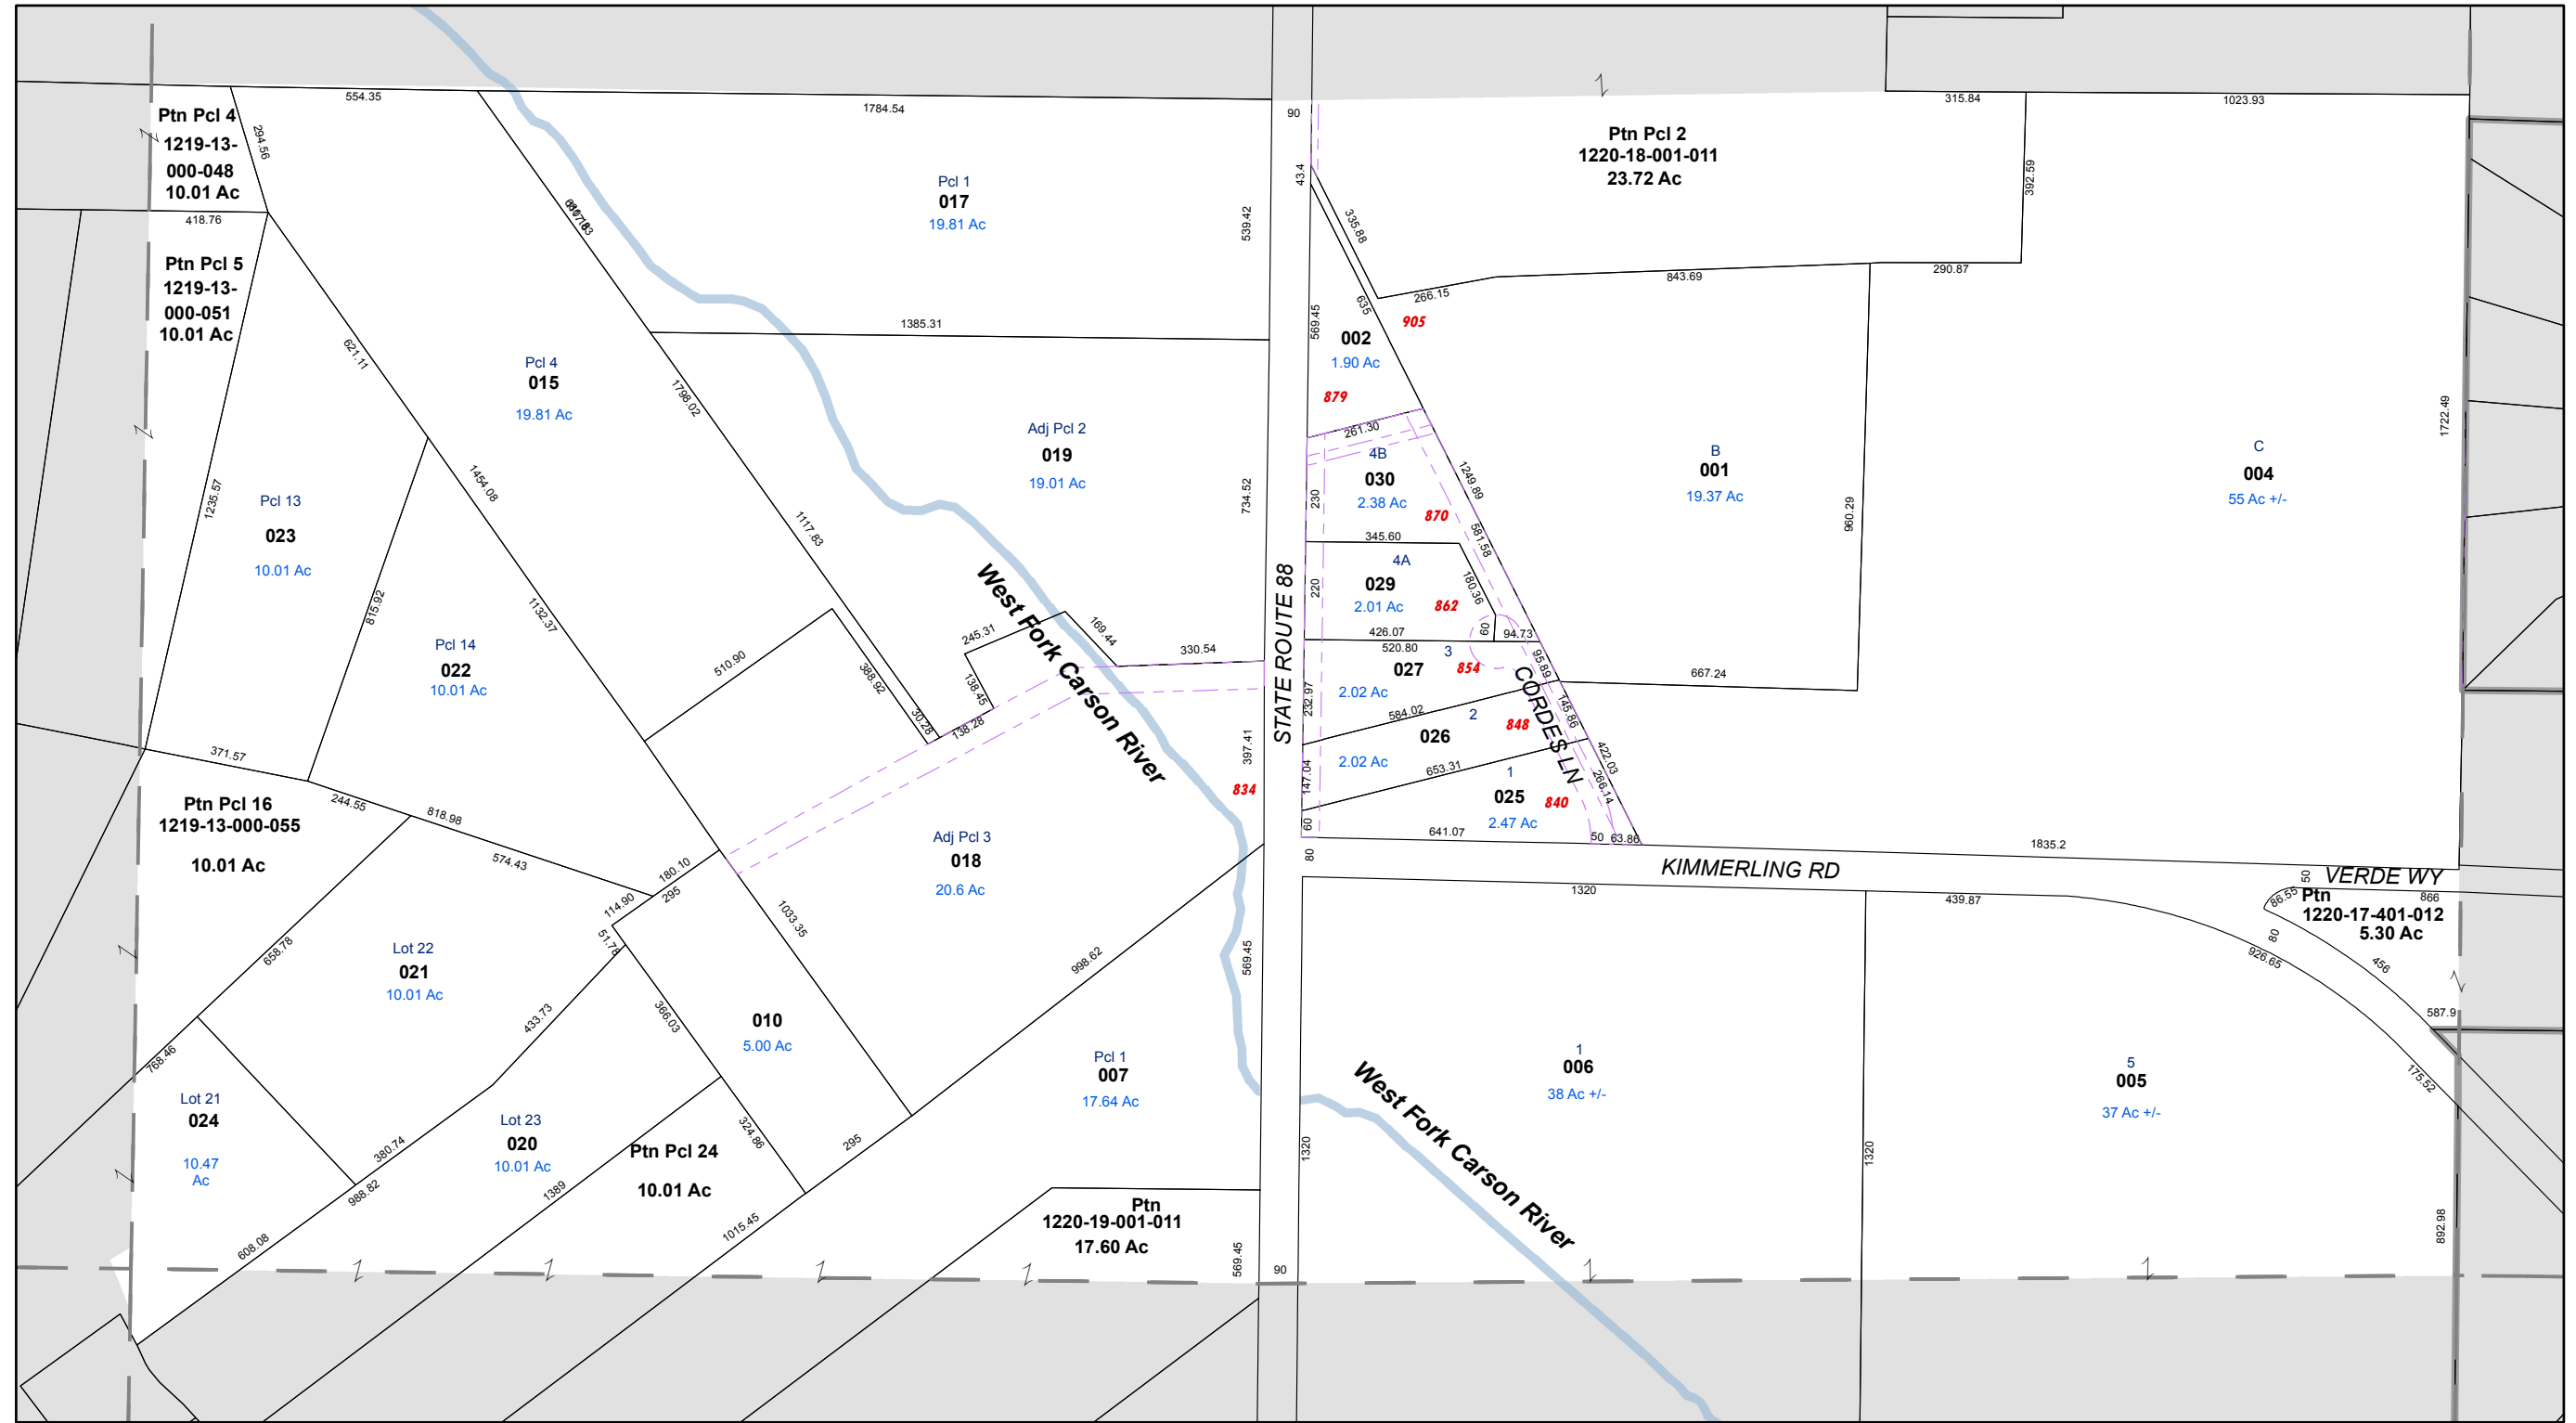 554.35
1784.54
90
315.84
1023.93
Ptn Pcl 4
1219-13-
000-048
10.01 Ac
294.56
418.76
Ptn Pcl 2
1220-18-001-011
23.72 Ac
392.59
Pcl 1
017
19.81 Ac
539.42
43.4
335.88
Ptn Pcl 5
1219-13-
000-051
10.01 Ac
1385.31
266.15
843.69
290.87
905
635
569.45
002
1.90 Ac
879
621.11
Pcl 4
015
19.81 Ac
1798.02
Adj Pcl 2
019
19.01 Ac
734.52
261.30
4B
030
2.38 Ac
870
230
1249.89
581.58
B
001
19.37 Ac
960.29
C
004
55 Ac +/-
1722.49
1235.57
Pcl 13
023
10.01 Ac
1454.08
1117.83
345.60
4A
029
2.01 Ac
862
220
180.36
60
426.07
94.73
815.92
1132.37
Pcl 14
022
10.01 Ac
510.90
388.92
30.28
245.31
138.45
138.28
169.44
330.54
West Fork Carson River
STATE ROUTE 88
520.80
3
027
854
2.02 Ac
232.97
95.89
667.24
584.02
2
026
848
2.02 Ac
147.04
145.86
CORDES LN
653.31
1
025
840
2.47 Ac
60
422.03
266.14
641.07
50
63.86
1835.2
371.57
244.55
818.98
574.43
Ptn Pcl 16
1219-13-000-055
10.01 Ac
397.41
834
Adj Pcl 3
018
20.6 Ac
80
KIMMERLING RD
VERDE WY
50
866
86.55
Ptn
1220-17-401-012
5.30 Ac
180.10
295
114.90
51.78
1033.35
1320
439.87
80
926.65
456
587.9
658.78
Lot 22
021
10.01 Ac
433.73
366.03
998.62
569.45
010
5.00 Ac
Pcl 1
007
17.64 Ac
1
006
38 Ac +/-
5
005
37 Ac +/-
175.52
768.46
Lot 21
024
10.47
Ac
Lot 23
020
10.01 Ac
380.74
988.82
324.86
295
Ptn Pcl 24
10.01 Ac
1389
1320
1320
West Fork Carson River
608.08
1015.45
Ptn
1220-19-001-011
17.60 Ac
569.45
90
892.98